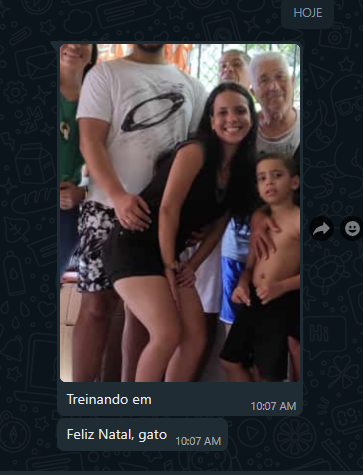 HOJE
Treinando em
10:07 AM
Feliz Natal, gato
10:07 AM